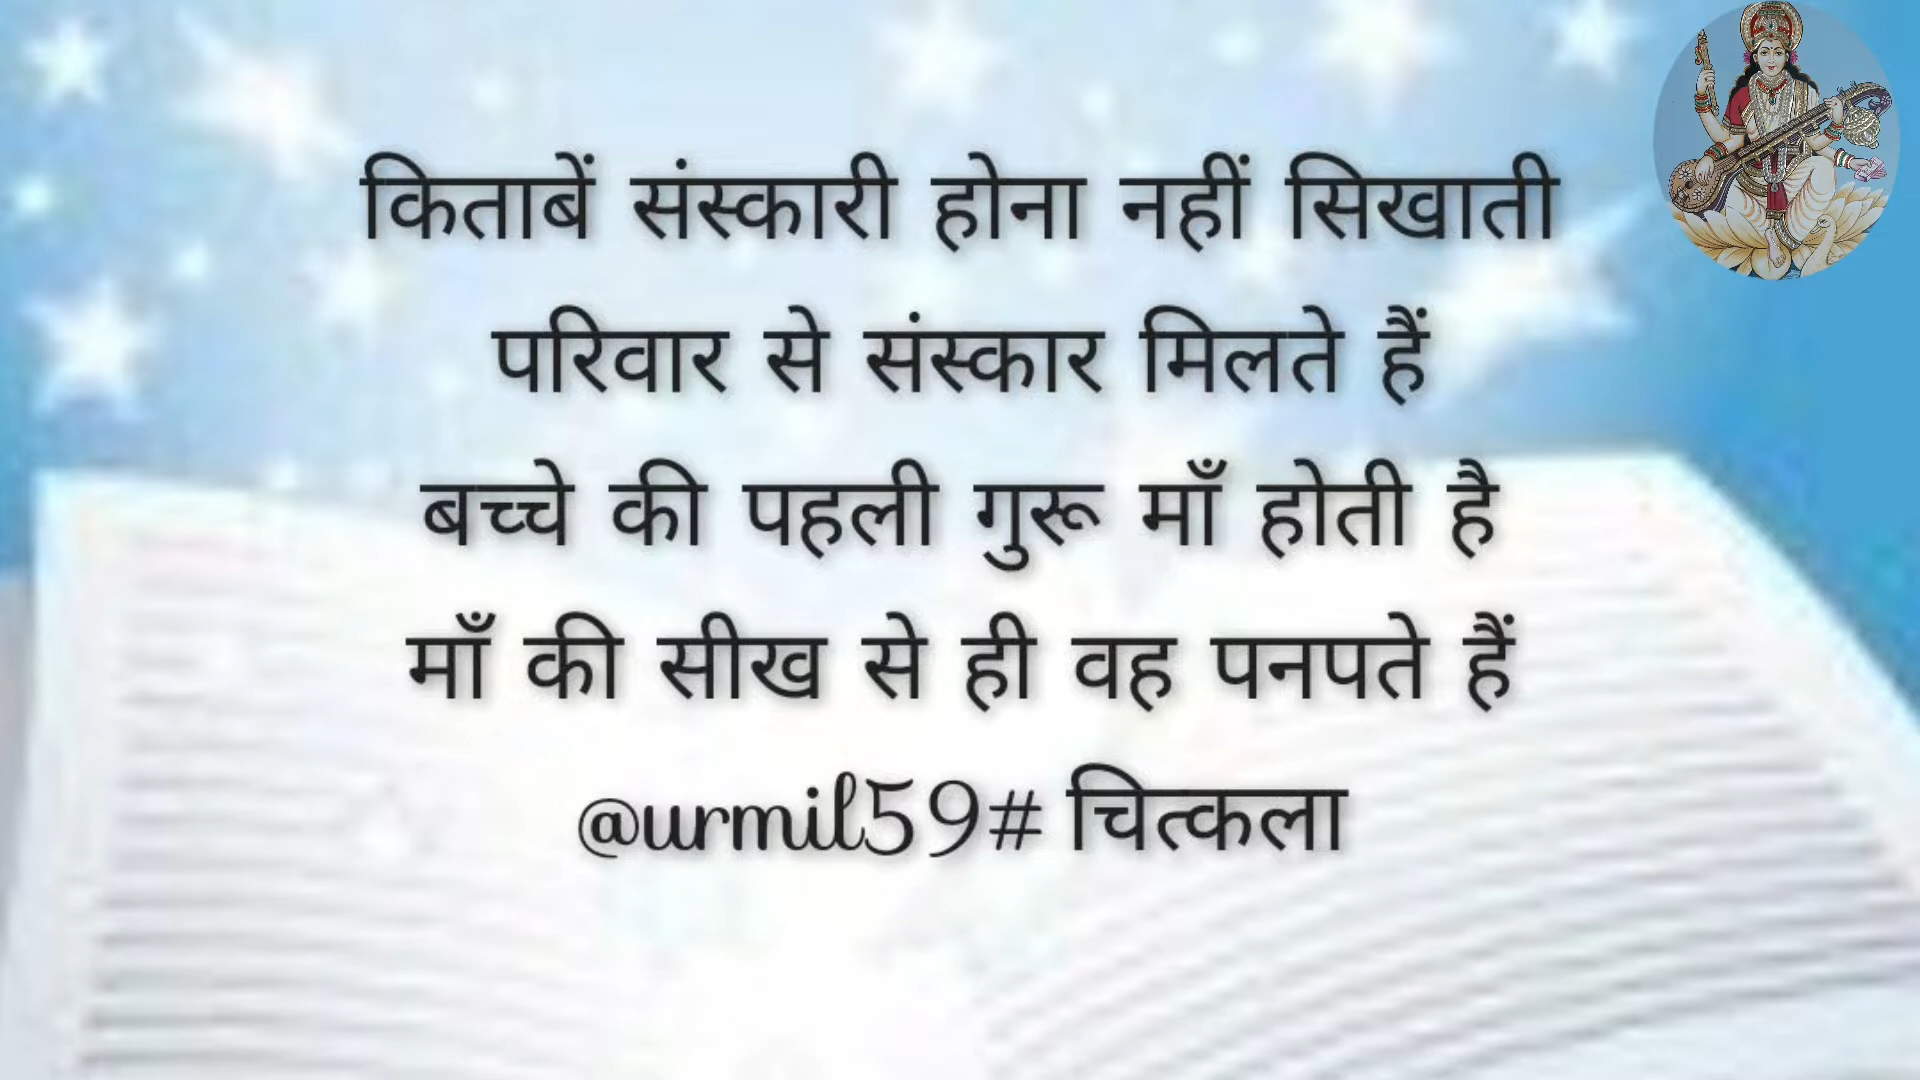 किताबें संस्कारी होना नहीं सिखाती
परिवार से संस्कार मिलते हैं
बच्चे की पहली गुरू माँ होती है
माँ की सीख से ही वह पनपते हैं
@urmil59# चित्कला